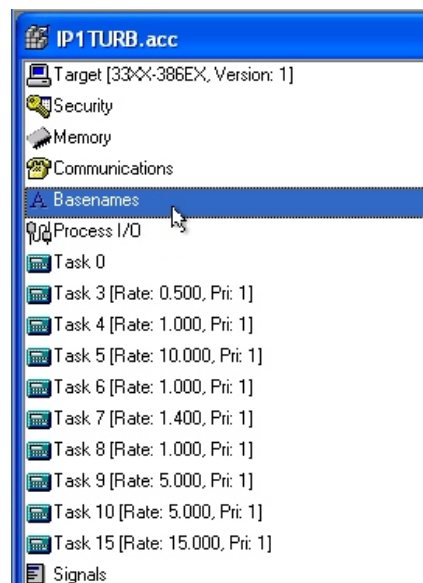 IP1TURB.acc
Target [33XX-386EX, Version: 1]
Security
Memory
Communications
A Basenames
Process I/O
Task 0
Task 3 [Rate: 0.500, Pri: 1]
Task 4 [Rate: 1.000, Pri: 1]
Task 5 [Rate: 10.000, Pri: 1]
Task 6 [Rate: 1.000, Pri: 1]
Task 7 [Rate: 1.400, Pri: 1]
Task 8 [Rate: 1.000, Pri: 1]
Task 9 [Rate: 5.000, Pri: 1]
Task 10 [Rate: 5.000, Pri: 1]
Task 15 [Rate: 15.000, Pri: 1]
Signals